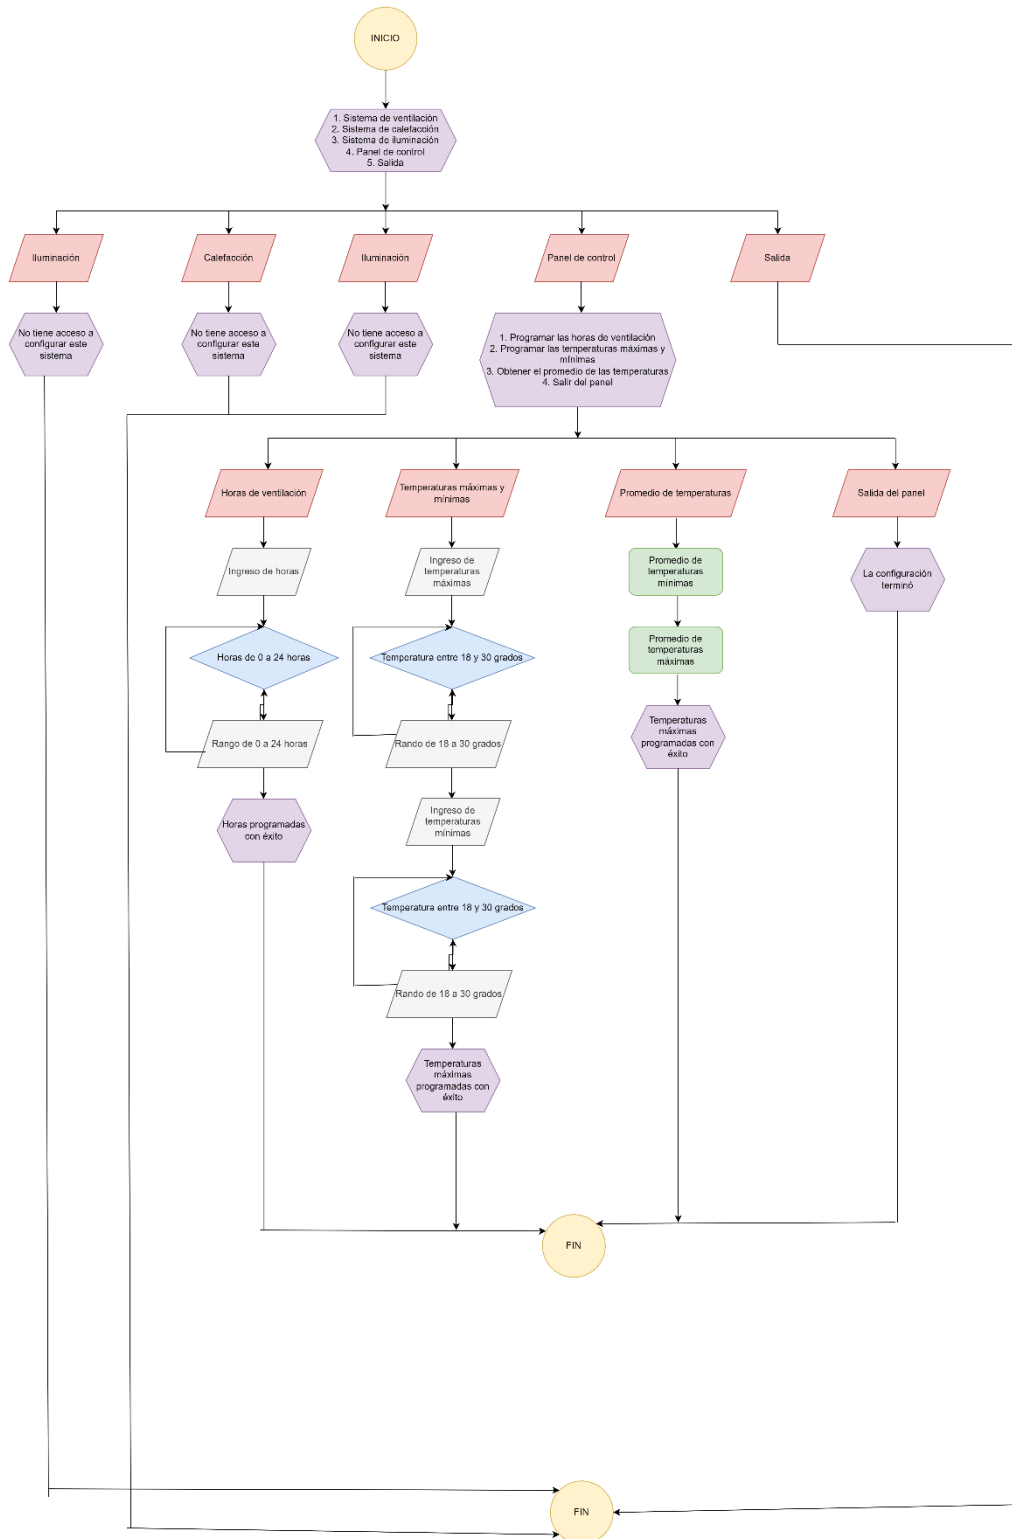 INICIO
1. Sistema de ventilación
2. Sistema de calefacción
3. Sistema de iluminación
4. Panel de control
5. Salida
Iluminación
Calefacción
Iluminación
Panel de control
Salida
No tiene acceso a
configurar este
sistema
No tiene acceso a
configurar este
sistema
No tiene acceso a
configurar este
sistema
1. Programar las horas de ventilación
2. Programar las temperaturas máximas y
mínimas
3. Obtener el promedio de las temperaturas
4. Salir del panel
Horas de ventilación
Temperaturas máximas y
mínimas
Promedio de temperaturas
Salida del panel
Ingreso de horas
Ingreso de
temperaturas
máximas
Promedio de
temperaturas
mínimas
La configuración
terminó
Horas de 0 a 24 horas
Temperatura entre 18 y 30 grados
Promedio de
temperaturas
máximas
Rango de 0 a 24 horas
Rando de 18 a 30 grados
Temperaturas
máximas
programadas con
éxito
Horas programadas
con éxito
Ingreso de
temperaturas
mínimas
Temperatura entre 18 y 30 grados
Rando de 18 a 30 grados
Temperaturas
máximas
programadas con
éxito
FIN
FIN